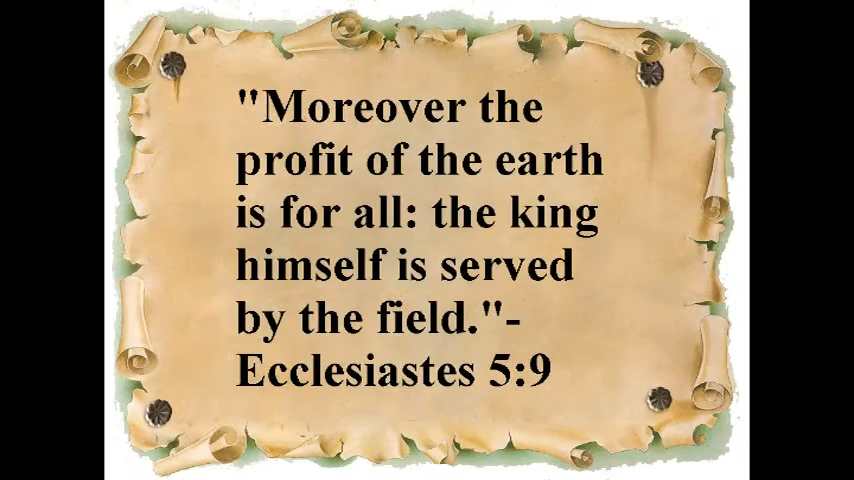 "Moreover the
profit of the earth
is for all: the king
himself is served
by the field."-
Ecclesiastes 5:9